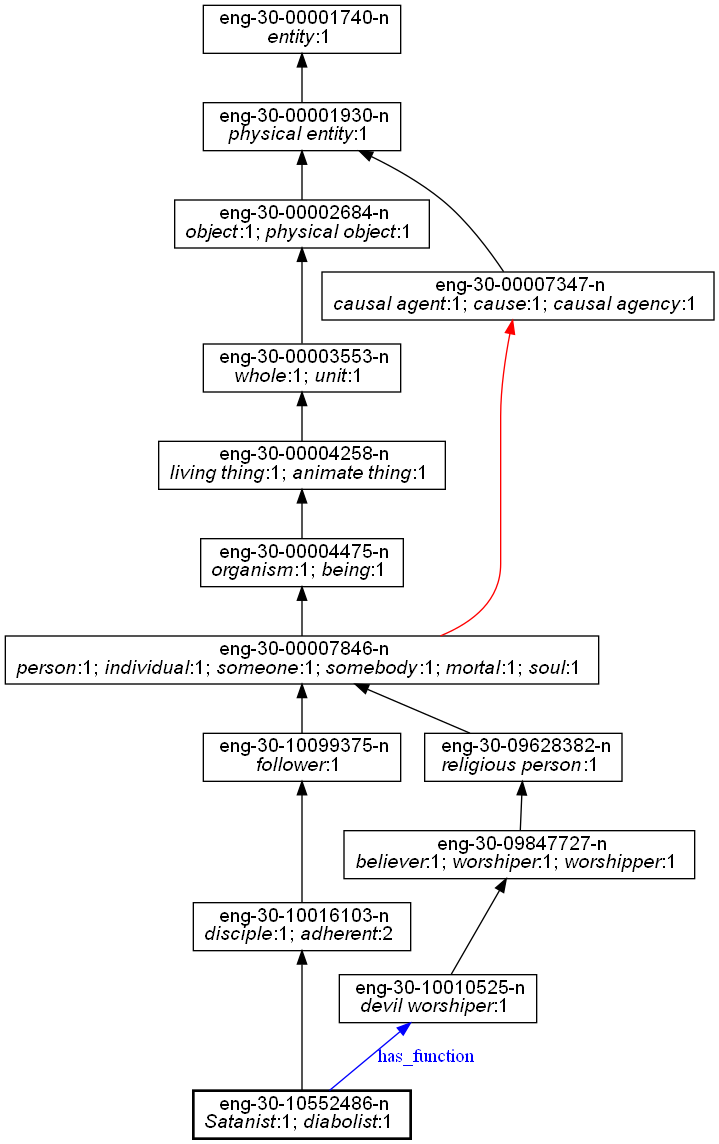 eng-30-00001740-n
entity:1
eng-30-00001930-n
physical entity:1
eng-30-00002684-n
object:1; physical object:1
eng-30-00007347-n
causal agent:1; cause:1; causal agency:1
eng-30-00003553-n
whole:1; unit:1
eng-30-00004258-n
living thing:1; animate thing:1
eng-30-00004475-n
organism:1; being:1
eng-30-00007846-n
person:1; individual:1; someone:1; somebody:1; mortal:1; soul:1
eng-30-10099375-n
follower:1
eng-30-09628382-n
religious person:1
eng-30-09847727-n
believer:1; worshiper:1; worshipper:1
eng-30-10016103-n
disciple:1; adherent:2
eng-30-10010525-n
devil worshiper:1
has_function
eng-30-10552486-n
Satanist:1; diabolist:1